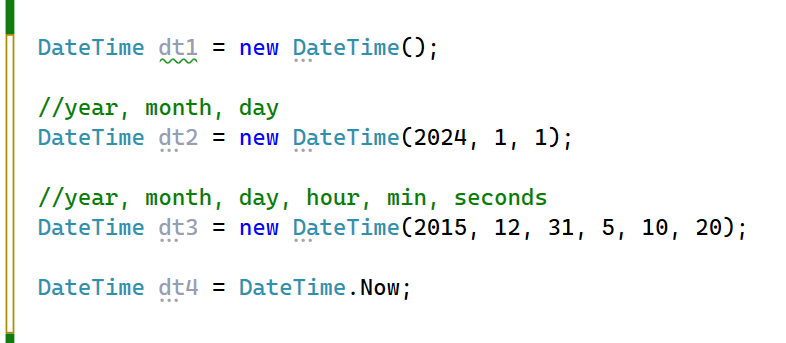 DateTime dt1 = new DateTime();
//year, month, day
DateTime dt2 = new DateTime(2024, 1, 1);
//year, month, day, hour, min, seconds
DateTime dt3 = new DateTime(2015, 12, 31, 5, 10, 20);
DateTime dt4 = DateTime.Now;